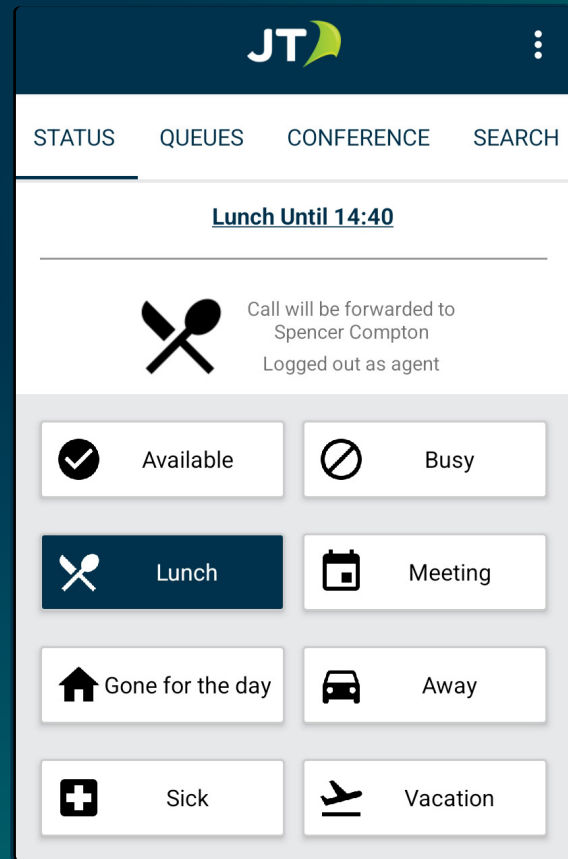 JT
STATUS QUEUES CONFERENCE SEARCH
Lunch Until 14:40
Call will be forwarded to
Spencer Compton
Logged out as agent
Available
Busy
Lunch
Meeting
Gone for the day
Away
Sick
Vacation